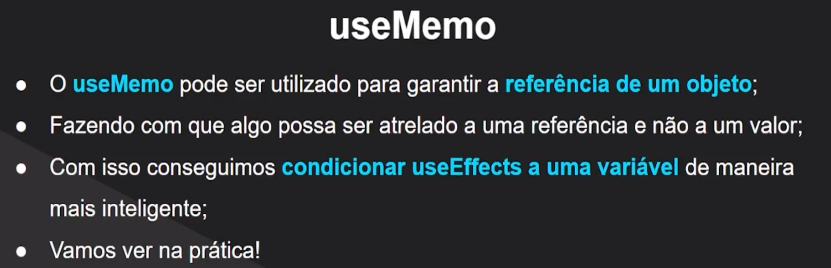 useMemo
● O useMemo pode ser utilizado para garantir a referência de um objeto;
● Fazendo com que algo possa ser atrelado a uma referência e não a um valor;
● Com isso conseguimos condicionar useEffects a uma variável de maneira
mais inteligente;
● Vamos ver na prática!